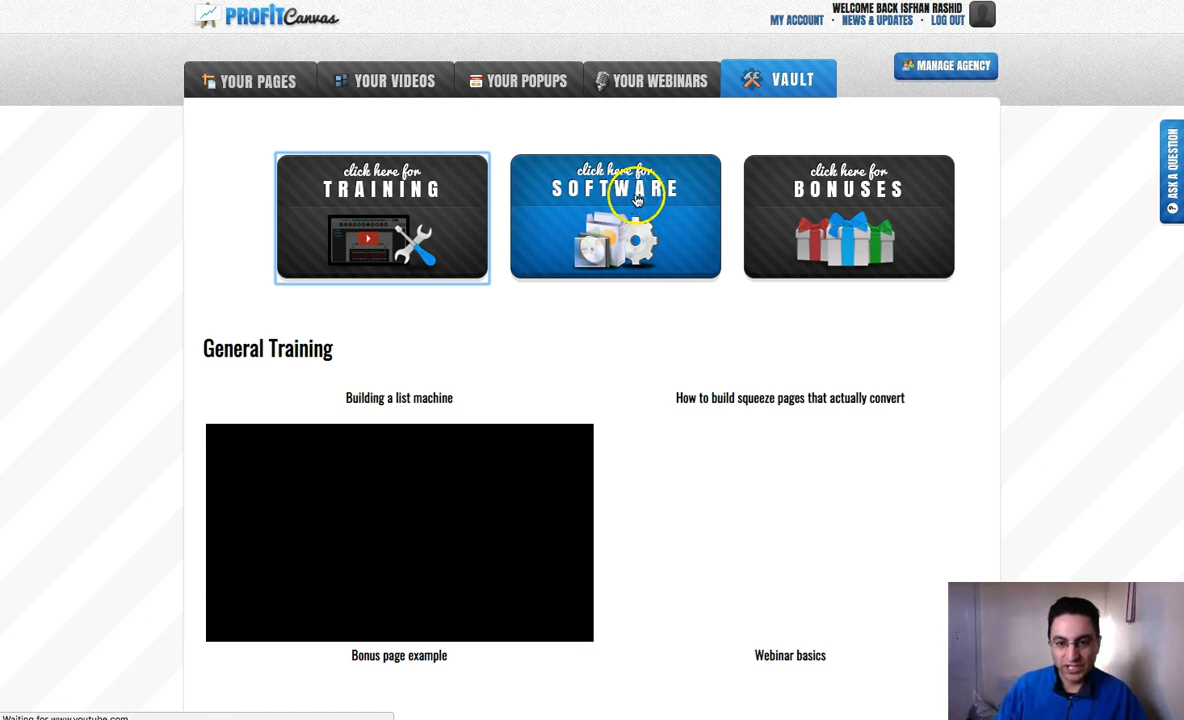 PROFIT Canvas
WELCOME BACK ISFHAN RASHID
MY ACCOUNT · NEWS & UPDATES · LOG OUT
YOUR PAGES
YOUR VIDEOS
YOUR POPUPS
YOUR WEBINARS
VAULT
MANAGE AGENCY
? ASK A QUESTION
click here for
TRAINING
click here for
SOFTWARE
click here for
BONUSES
General Training
Building a list machine
How to build squeeze pages that actually convert
Bonus page example
Webinar basics
Waiting for www.youtube.com